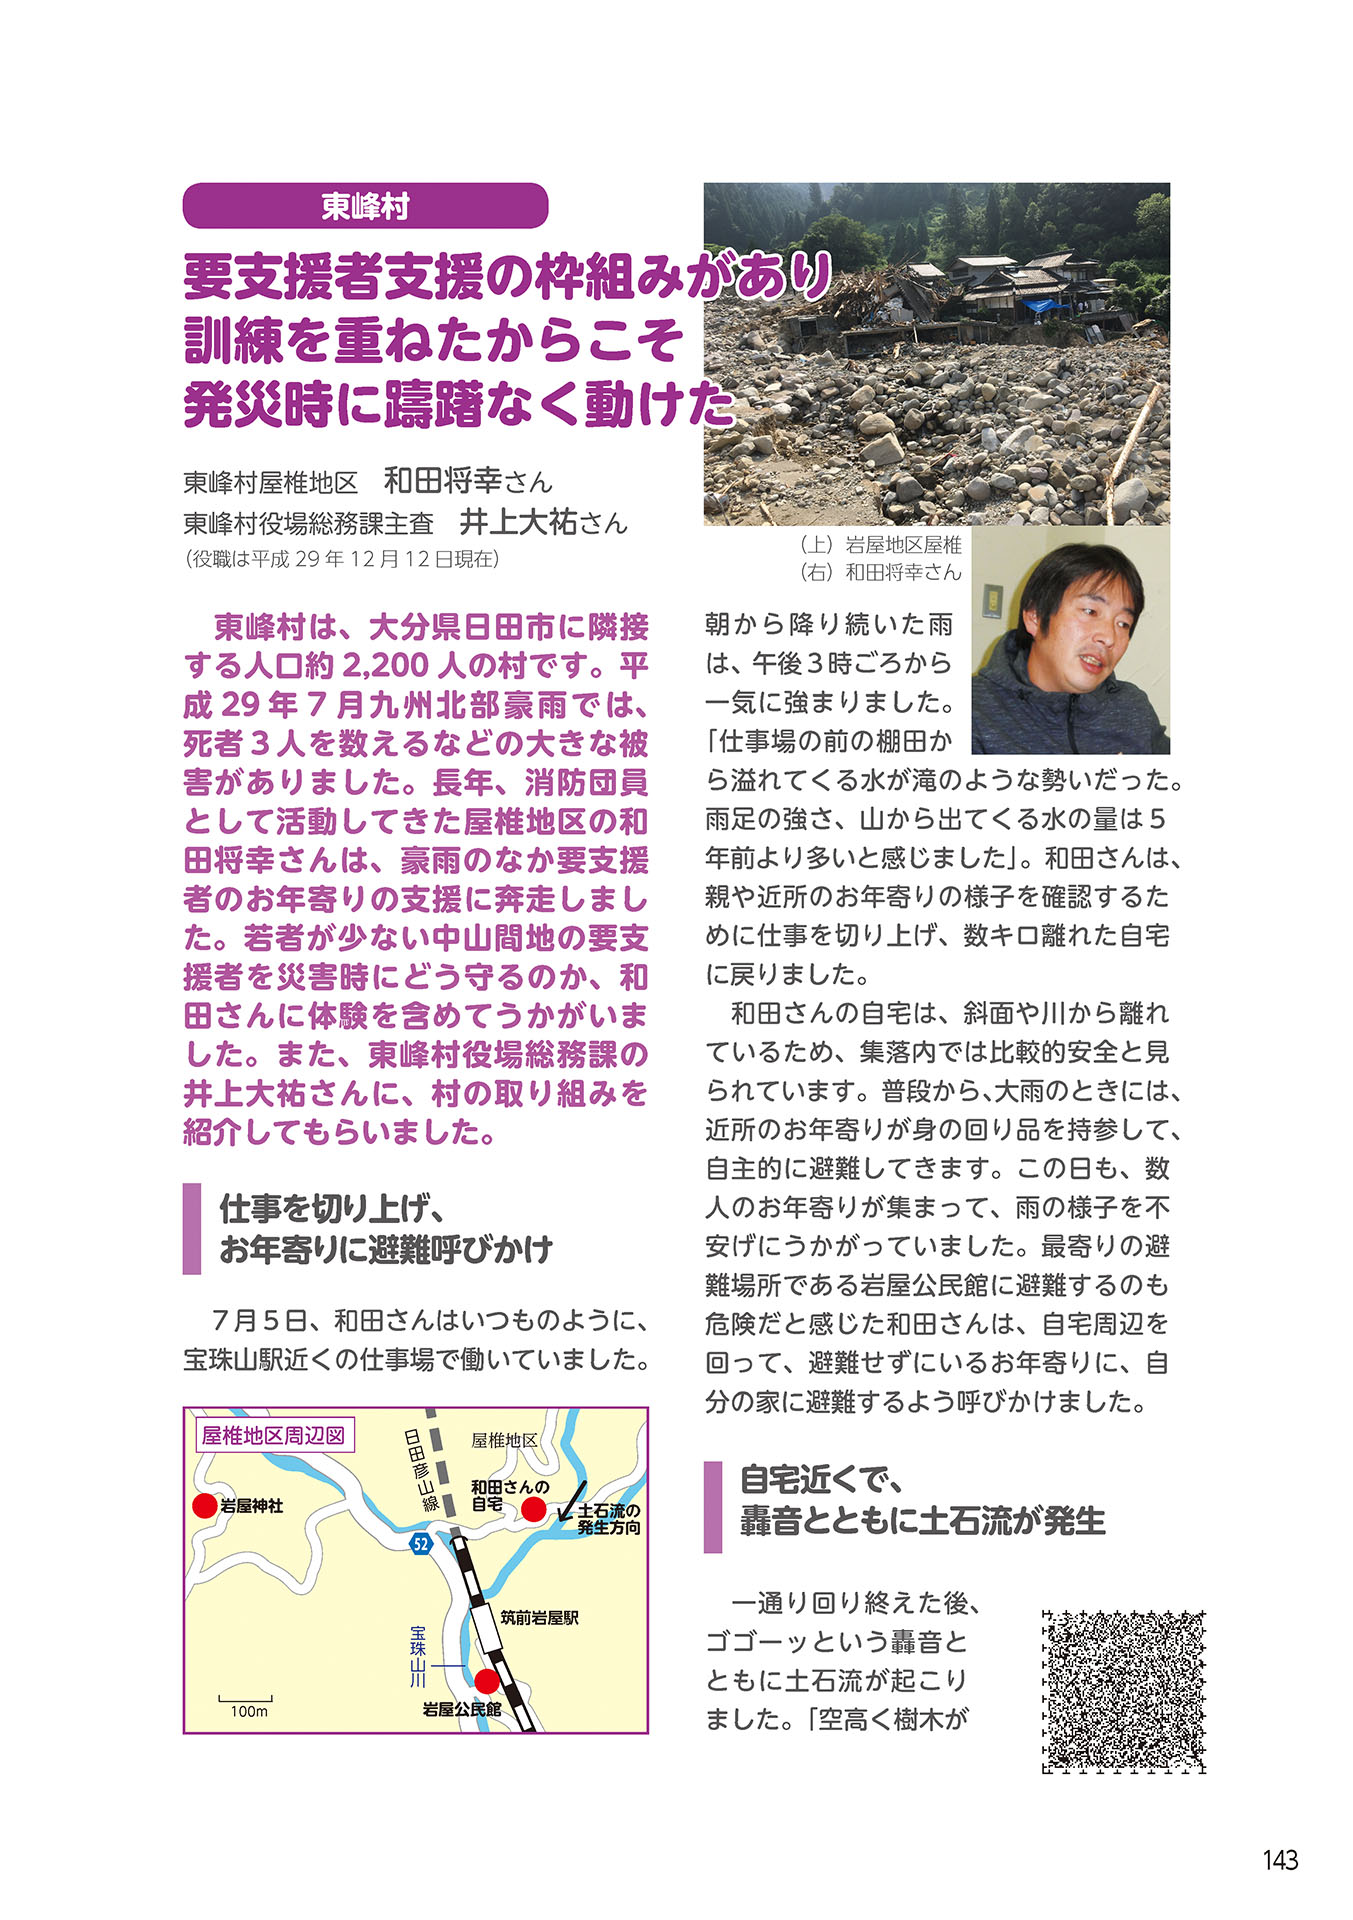 東峰村
要支援者支援の枠組みがあり
訓練を重ねたからこそ
発災時に躊躇なく動けた
東峰村屋椎地区　和田将幸さん
東峰村役場総務課主査　井上大祐さん
（役職は平成 29 年 12 月 12 日現在）
（上）岩屋地区屋椎
（右）和田将幸さん
　東峰村は、大分県日田市に隣接
する人口約 2,200 人の村です。平
成 29 年 7 月九州北部豪雨では、
死者３人を数えるなどの大きな被
害がありました。長年、消防団員
として活動してきた屋椎地区の和
田将幸さんは、豪雨のなか要支援
者のお年寄りの支援に奔走しまし
た。若者が少ない中山間地の要支
援者を災害時にどう守るのか、和
田さんに体験を含めてうかがいま
した。また、東峰村役場総務課の
井上大祐さんに、村の取り組みを
紹介してもらいました。
仕事を切り上げ、
お年寄りに避難呼びかけ
　７月５日、和田さんはいつものように、
宝珠山駅近くの仕事場で働いていました。
屋椎地区周辺図
日田彦山線
屋椎地区
和田さんの
自宅
岩屋神社
土石流の
発生方向
52
筑前岩屋駅
宝珠山川
岩屋公民館
100m
朝から降り続いた雨
は、午後３時ごろから
一気に強まりました。
「仕事場の前の棚田か
ら溢れてくる水が滝のような勢いだった。
雨足の強さ、山から出てくる水の量は５
年前より多いと感じました」。和田さんは、
親や近所のお年寄りの様子を確認するた
めに仕事を切り上げ、数キロ離れた自宅
に戻りました。
　和田さんの自宅は、斜面や川から離れ
ているため、集落内では比較的安全と見
られています。普段から、大雨のときには、
近所のお年寄りが身の回り品を持参して、
自主的に避難してきます。この日も、数
人のお年寄りが集まって、雨の様子を不
安げにうかがっていました。最寄りの避
難場所である岩屋公民館に避難するのも
危険だと感じた和田さんは、自宅周辺を
回って、避難せずにいるお年寄りに、自
分の家に避難するよう呼びかけました。
自宅近くで、
轟音とともに土石流が発生
　一通り回り終えた後、
ゴゴーッという轟音と
ともに土石流が起こり
ました。「空高く樹木が
143